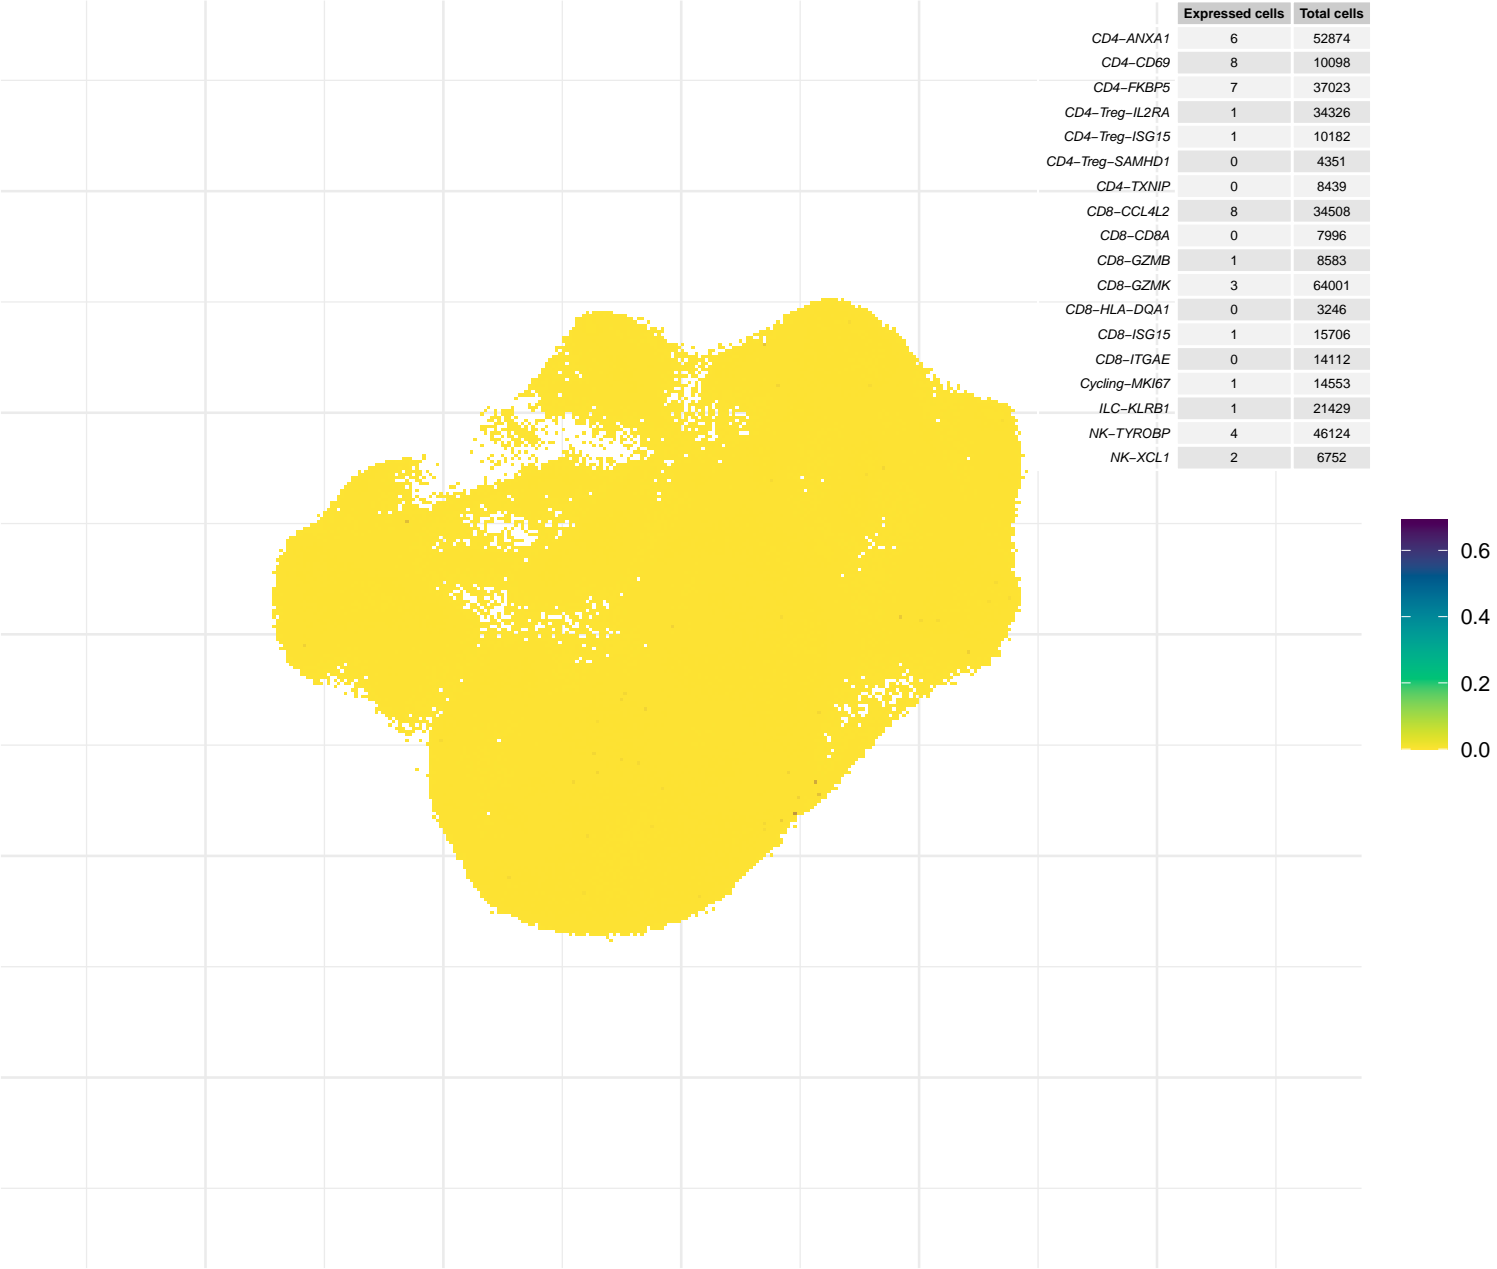 Expressed cells Total cells
CD4−ANXA1 6 52874
CD4−CD69 8 10098
CD4−FKBP5 7 37023
CD4−Treg−IL2RA 1 34326
CD4−Treg−ISG15 1 10182
CD4−Treg−SAMHD1 0 4351
CD4−TXNIP 0 8439
CD8−CCL4L2 8 34508
CD8−CD8A 0 7996
CD8−GZMB 1 8583
CD8−GZMK 3 64001
CD8−HLA−DQA1 0 3246
CD8−ISG15 1 15706
CD8−ITGAE 0 14112
Cycling−MKI67 1 14553
ILC−KLRB1 1 21429
NK−TYROBP 4 46124
NK−XCL1 2 6752
0.6
0.4
0.2
0.0